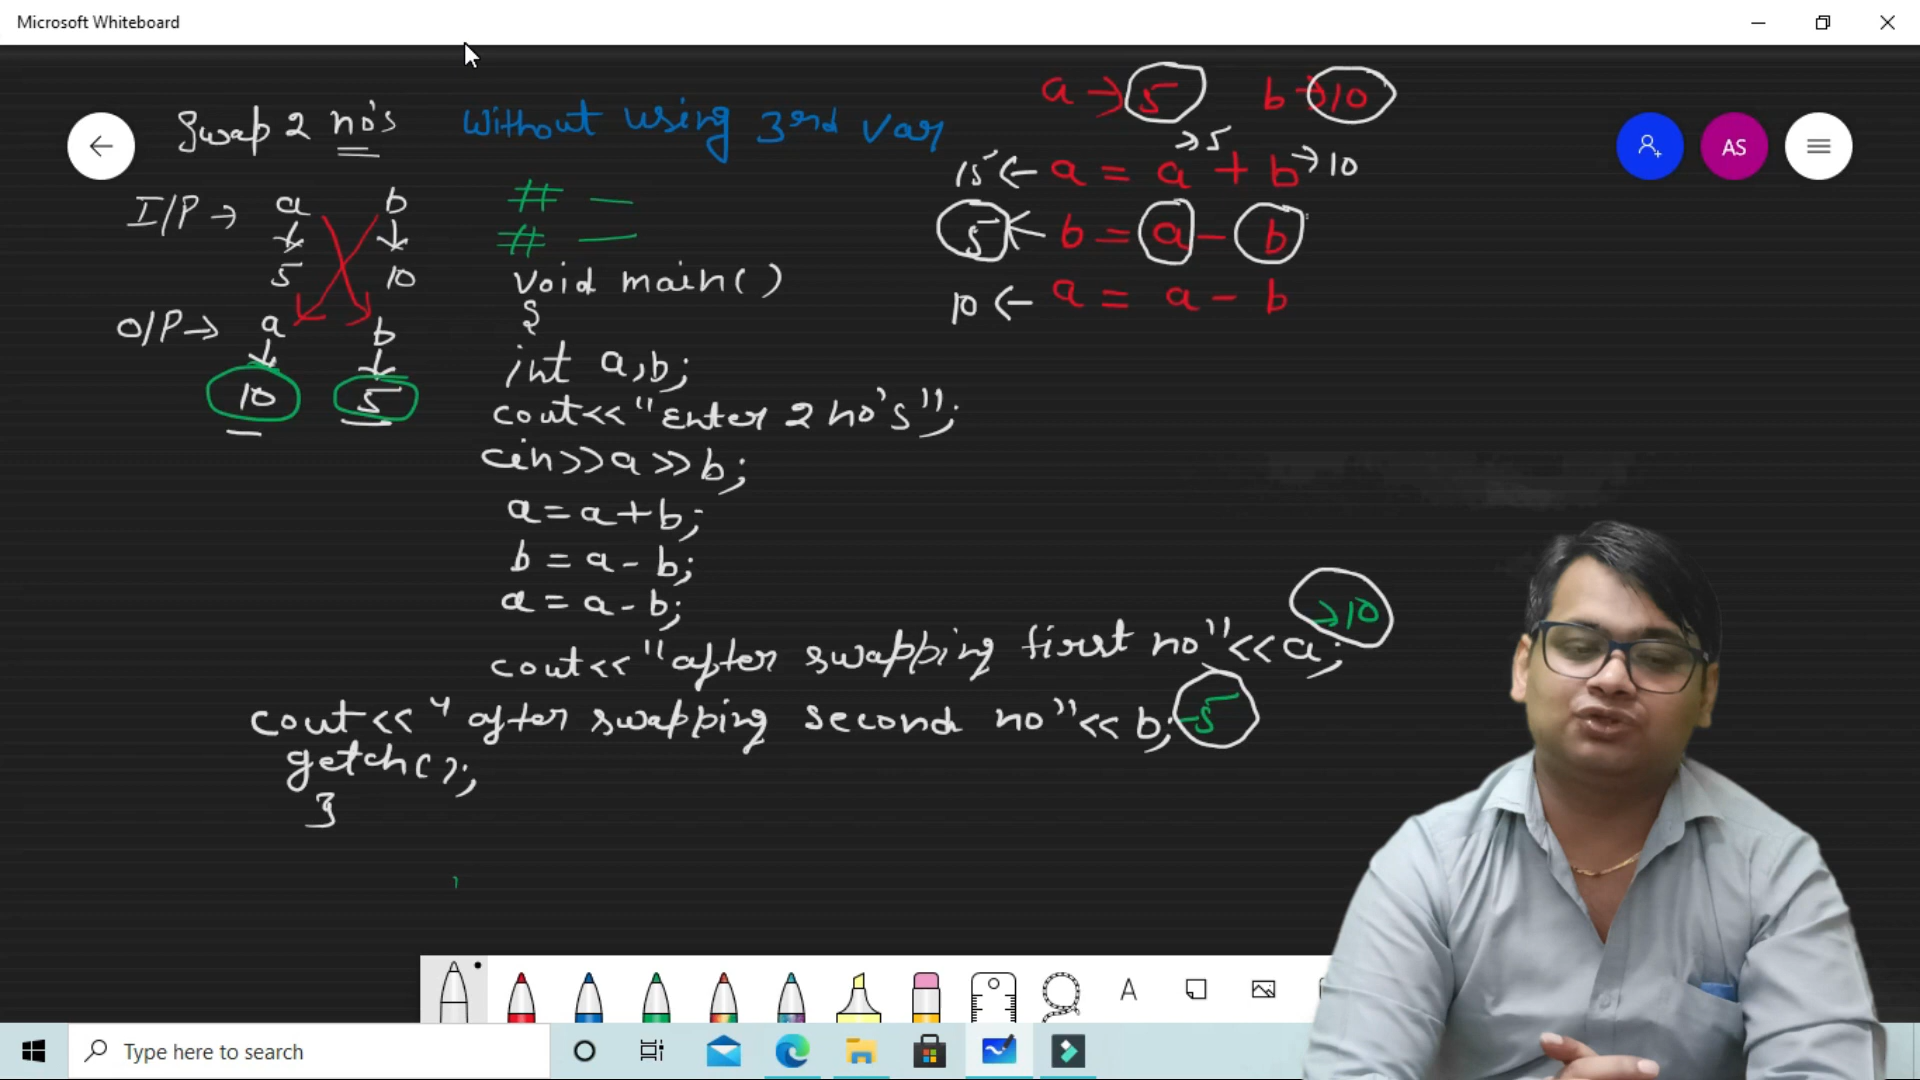 Microsoft Whiteboard
Swap 2 no's Without using 3rd var
I/P → a b
5 10
O/P → a b
10 5
# —
# —
void main()
{
int a,b;
cout<<"Enter 2 no's";
cin>>a>>b;
a=a+b;
b=a-b;
a=a-b;
cout<<"after swapping first no"<<a; →10
cout<<"after swapping second no"<<b; -5
getch();
}
a → 5 b → 10
→5
15 ← a = a + b → 10
5 ← b = a - b
10 ← a = a - b
AS
A
Type here to search